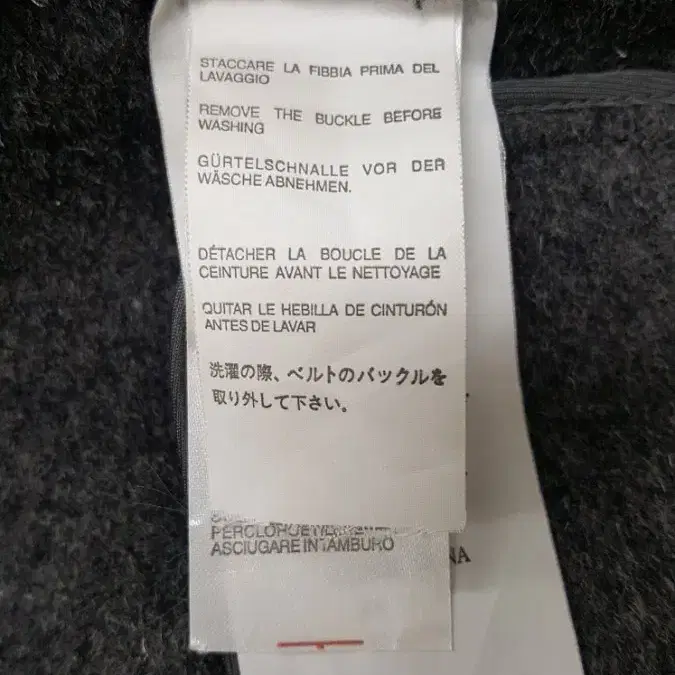 STACCARE LA FIBBIA PRIMA DEL
LAVAGGIO
REMOVE THE BUCKLE BEFORE
WASHING
GÜRTELSCHNALLE VOR DER
WÄSCHE ABNEHMEN.
DÉTACHER LA BOUCLE DE LA
CEINTURE AVANT LE NETTOYAGE
QUITAR LE HEBILLA DE CINTURÓN
ANTES DE LAVAR
洗濯の際、ベルトのバックルを
取り外して下さい。
ASCIUGARE IN TAMBURO
NA